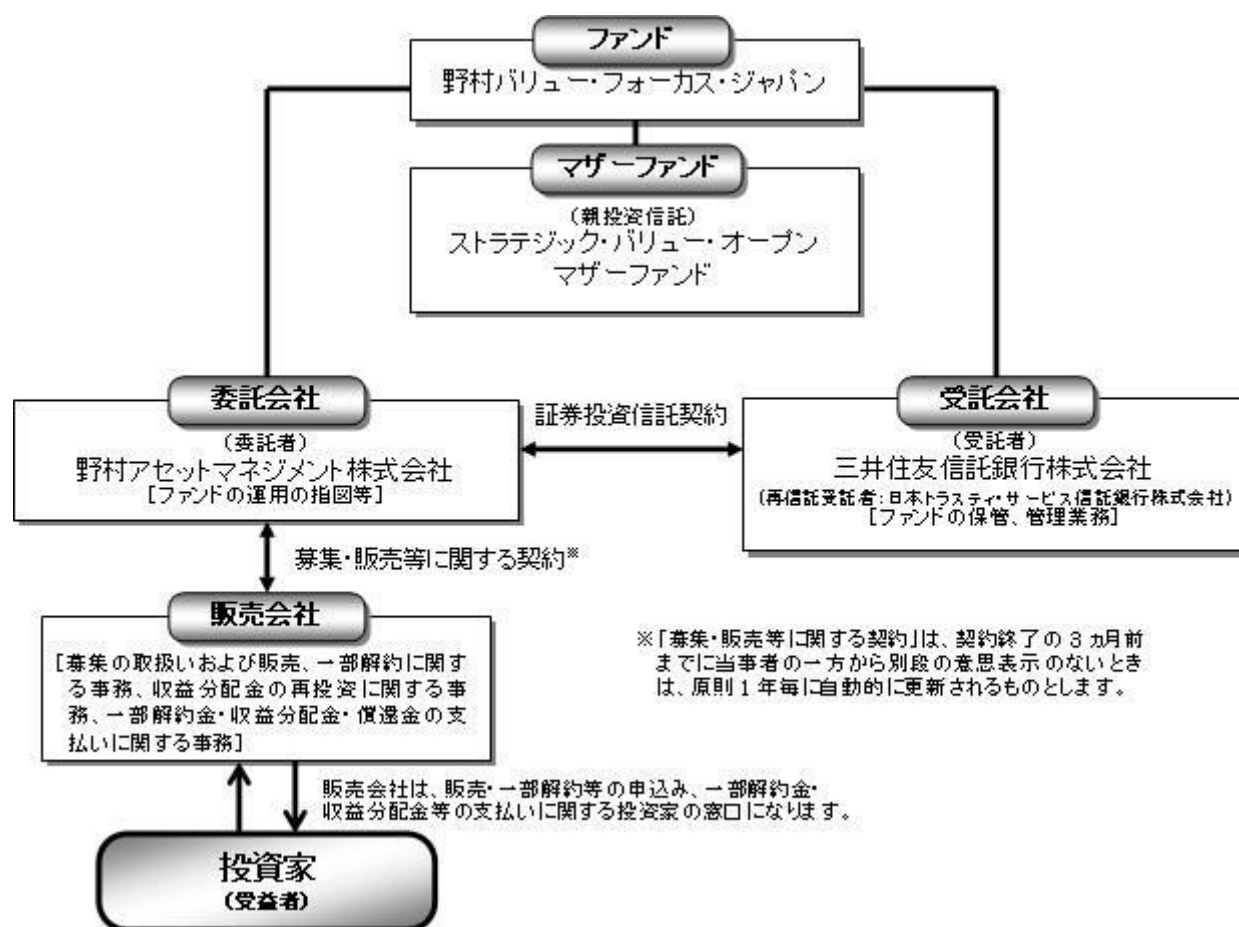 ファンド
野村バリュー・フォーカス・ジャパン
マザーファンド
(親投資信託)
ストラテジック・バリュー・オープン
マザーファンド
委託会社
(委託者)
野村アセットマネジメント株式会社
[ファンドの運用の指図等]
証券投資信託契約
受託会社
(受託者)
三井住友信託銀行株式会社
(再信託受託者:日本トラスティ・サービス信託銀行株式会社)
[ファンドの保管、管理業務]
募集・販売等に関する契約※
販売会社
[募集の取扱いおよび販売、一部解約に関す
る事務、収益分配金の再投資に関する事
務、一部解約金・収益分配金・償還金の支
払いに関する事務]
※「募集・販売等に関する契約」は、契約終了の3ヵ月前
までに当事者の一方から別段の意思表示のないとき
は、原則1年毎に自動的に更新されるものとします。
販売会社は、販売・一部解約等の申込み、一部解約金・
収益分配金等の支払いに関する投資家の窓口になります。
投資家
(受益者)